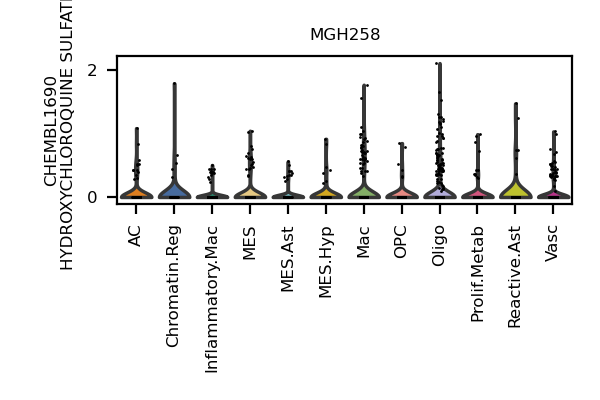 MGH258
CHEMBL1690
HYDROXYCHLOROQUINE SULFAT
2
0
AC
Chromatin.Reg
Inflammatory.Mac
MES
MES.Ast
MES.Hyp
Mac
OPC
Oligo
Prolif.Metab
Reactive.Ast
Vasc